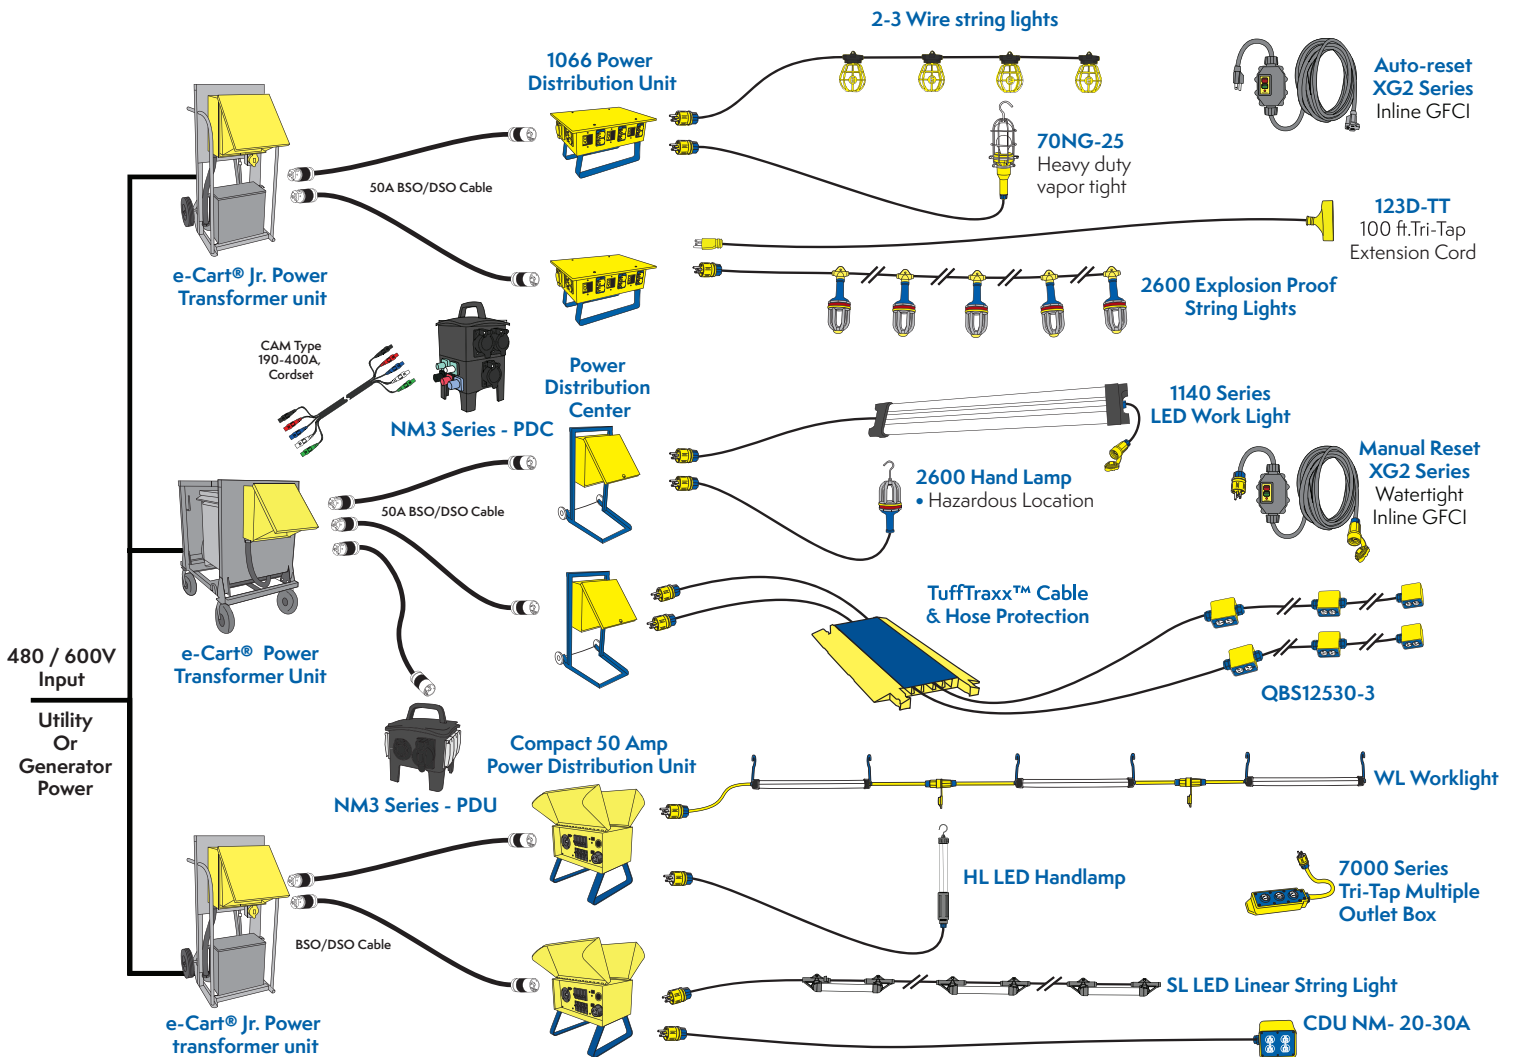 2-3 Wire string lights
1066 Power
Distribution Unit
Auto-reset
XG2 Series
Inline GFCI
70NG-25
Heavy duty
vapor tight
50A BSO/DSO Cable
123D-TT
100 ft.Tri-Tap
Extension Cord
e-Cart® Jr. Power
Transformer unit
2600 Explosion Proof
String Lights
CAM Type
190-400A,
Cordset
NM3 Series - PDC
Power
Distribution
Center
1140 Series
LED Work Light
2600 Hand Lamp
• Hazardous Location
Manual Reset
XG2 Series
Watertight
Inline GFCI
50A BSO/DSO Cable
TuffTraxx™ Cable
& Hose Protection
e-Cart® Power
Transformer Unit
480 / 600V
Input
Utility
Or
Generator
Power
QBS12530-3
NM3 Series - PDU
Compact 50 Amp
Power Distribution Unit
WL Worklight
HL LED Handlamp
7000 Series
Tri-Tap Multiple
Outlet Box
BSO/DSO Cable
SL LED Linear String Light
CDU NM- 20-30A
e-Cart® Jr. Power
transformer unit